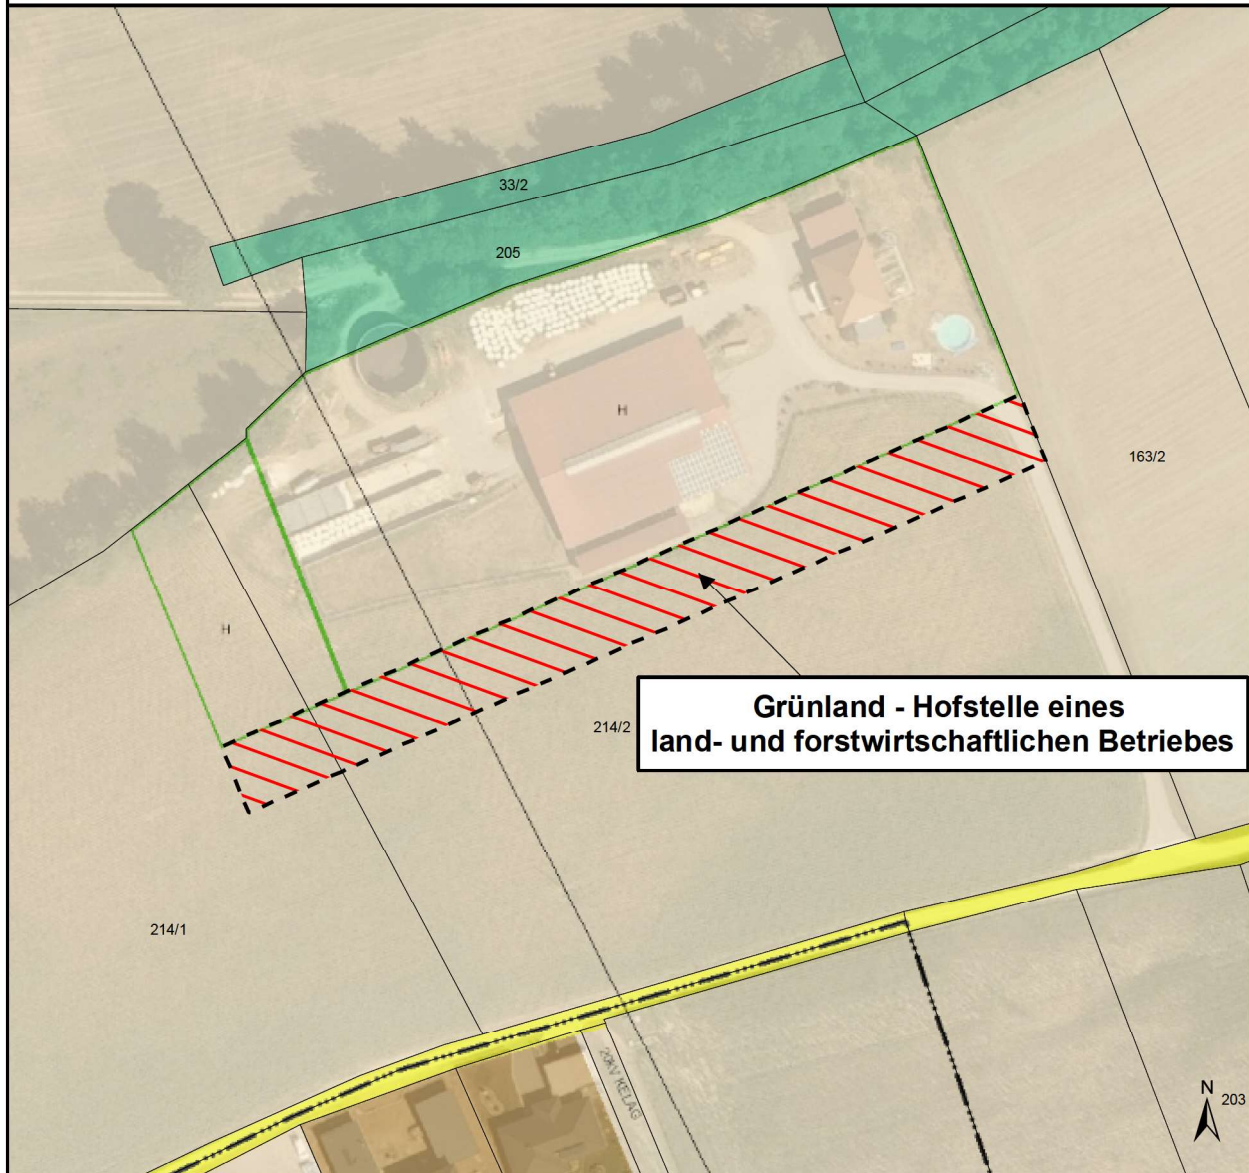 33/2
205
H
163/2
H
Grünland - Hofstelle eines
land- und forstwirtschaftlichen Betriebes
214/2
214/1
20kV KELAG
N
203